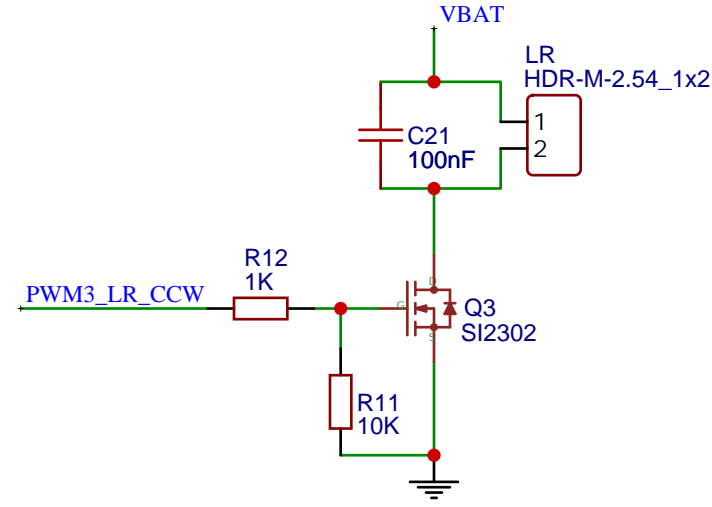 VBAT
LR
HDR-M-2.54_1x2
1
2
C21
100nF
R12
1K
PWM3_LR_CCW
D
G
S
Q3
SI2302
R11
10K